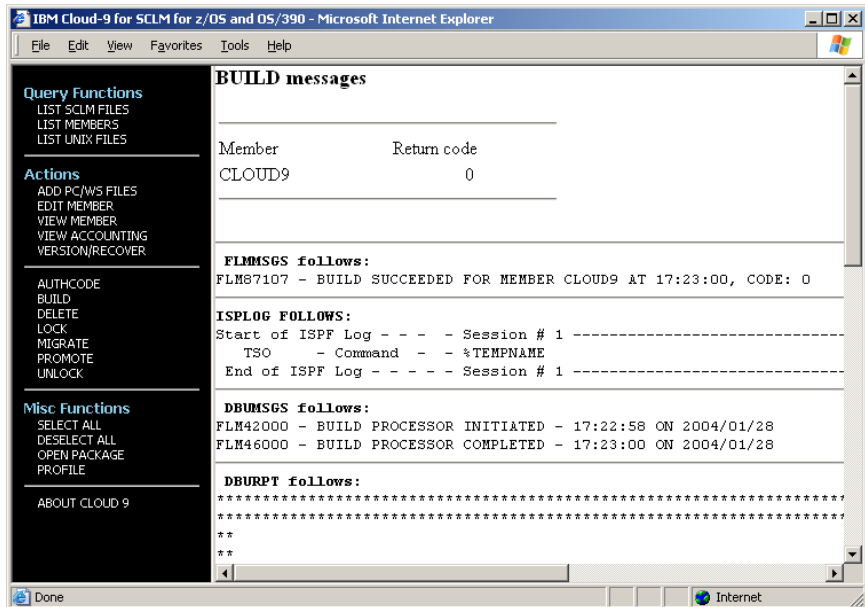 IBM Cloud-9 for SCLM for z/OS and OS/390 - Microsoft Internet Explorer
File Edit View Favorites Tools Help
Query Functions
LIST SCLM FILES
LIST MEMBERS
LIST UNIX FILES
Actions
ADD PC/WS FILES
EDIT MEMBER
VIEW MEMBER
VIEW ACCOUNTING
VERSION/RECOVER
AUTHCODE
BUILD
DELETE
LOCK
MIGRATE
PROMOTE
UNLOCK
Misc Functions
SELECT ALL
DESELECT ALL
OPEN PACKAGE
PROFILE
ABOUT CLOUD 9
BUILD messages
Member Return code
CLOUD9 0
FLMMSGS follows:
FLM87107 - BUILD SUCCEEDED FOR MEMBER CLOUD9 AT 17:23:00, CODE: 0
ISPLOG FOLLOWS:
Start of ISPF Log - - - - Session # 1 ------------------------------
TSO - Command - - %TEMPNAME
End of ISPF Log - - - - - Session # 1 ------------------------------
DBUMSGS follows:
FLM42000 - BUILD PROCESSOR INITIATED - 17:22:58 ON 2004/01/28
FLM46000 - BUILD PROCESSOR COMPLETED - 17:23:00 ON 2004/01/28
DBURPT follows:
**********************************************************************
**********************************************************************
**
**
Done Internet